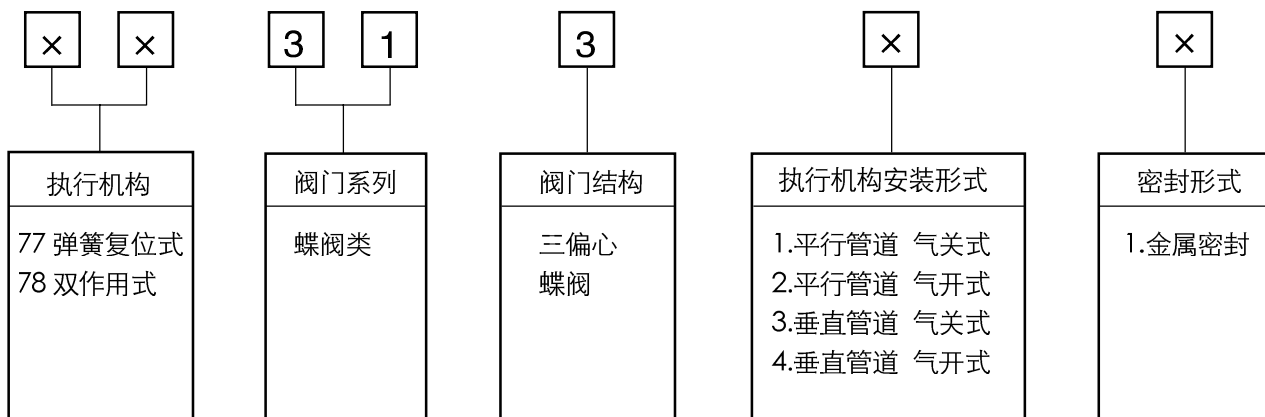 × × 3 1 3 × ×
执行机构
77 弹簧复位式
78 双作用式
阀门系列
蝶阀类
阀门结构
三偏心
蝶阀
执行机构安装形式
1.平行管道 气关式
2.平行管道 气开式
3.垂直管道 气关式
4.垂直管道 气开式
密封形式
1.金属密封